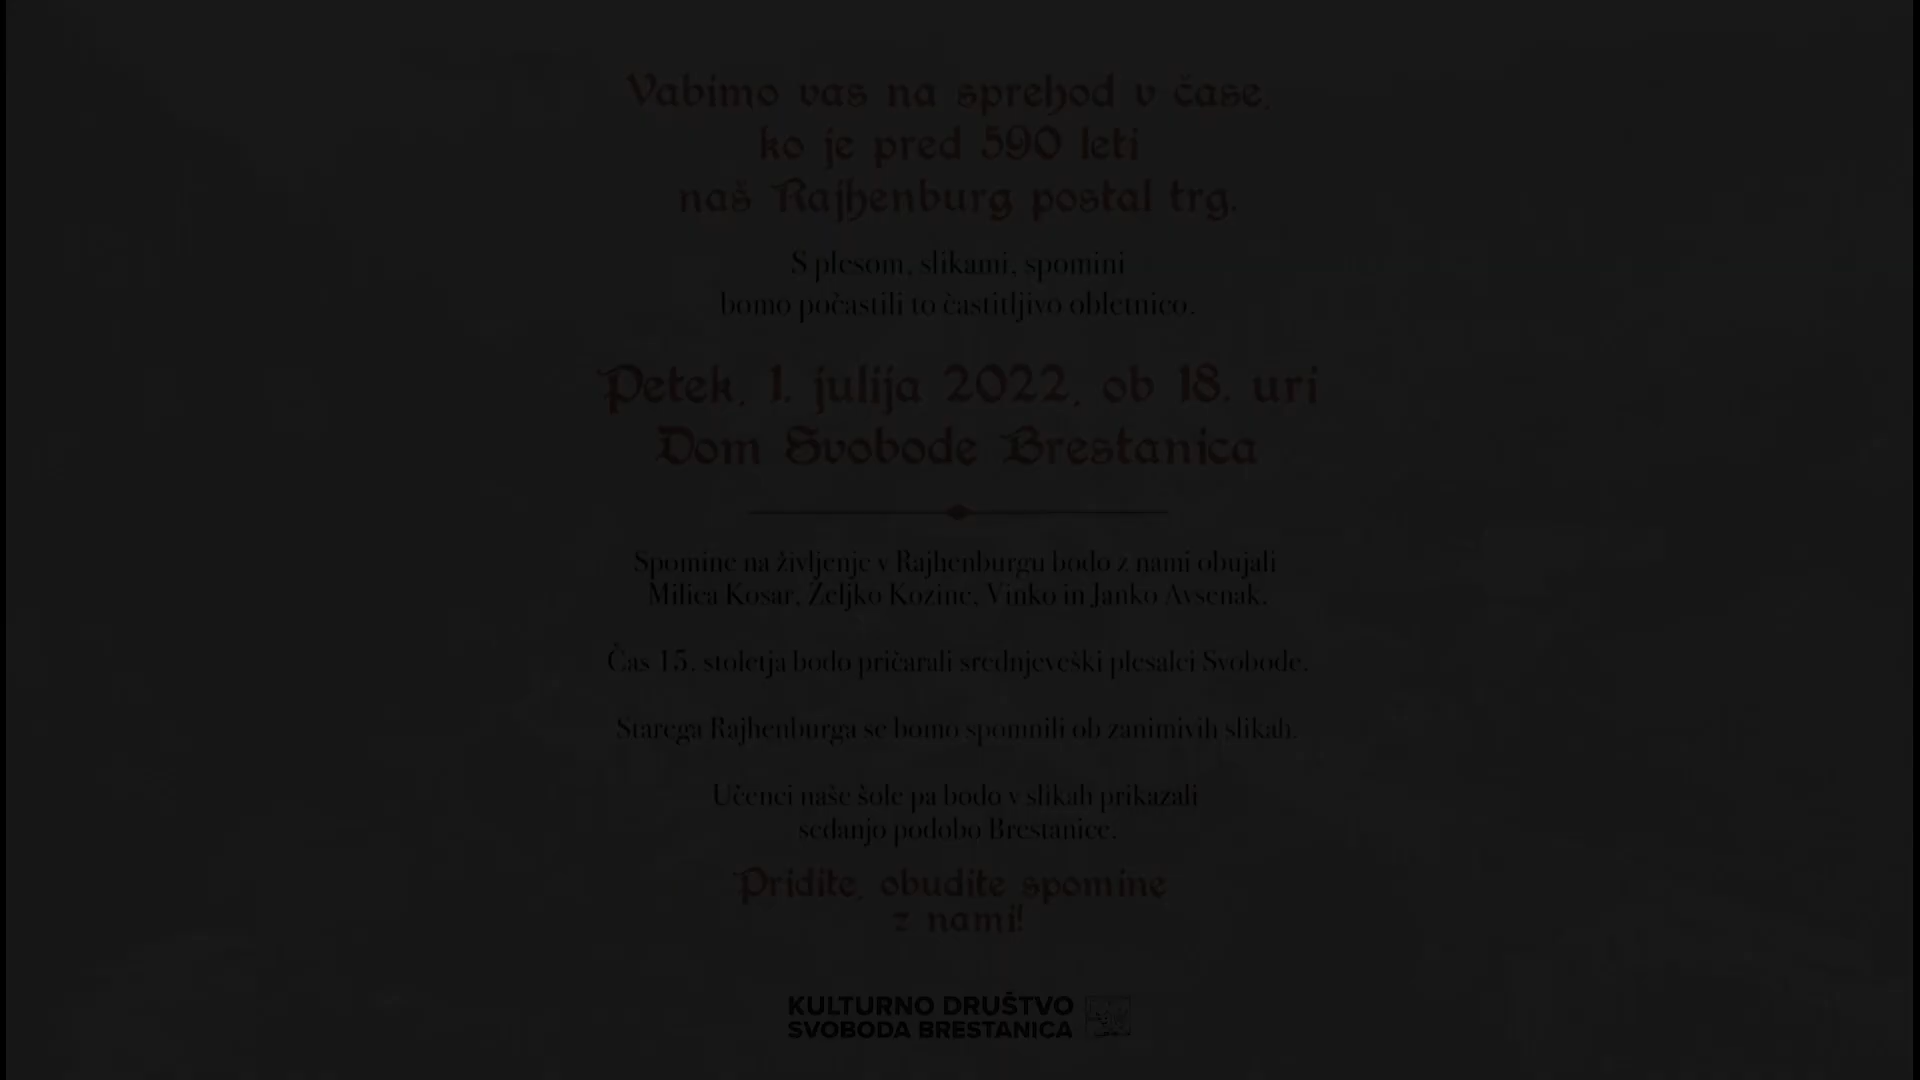 Vabimo vas na sprehod v čase,
ko je pred 590 leti
naš Rajhenburg postal trg.
S plesom, slikami, spomini
bomo počastili to častitljivo obletnico.
Petek, 1. julija 2022, ob 18. uri
Dom Svobode Brestanica
Spomine na življenje v Rajhenburgu bodo z nami obujali
Milica Kosar, Željko Kozinc, Vinko in Janko Avsenak.
Čas 15. stoletja bodo pričarali srednjeveški plesalci Svobode.
Starega Rajhenburga se bomo spomnili ob zanimivih slikah.
Učenci naše šole pa bodo v slikah prikazali
sedanjo podobo Brestanice.
Pridite, obudite spomine
z nami!
KULTURNO DRUŠTVO
SVOBODA BRESTANICA